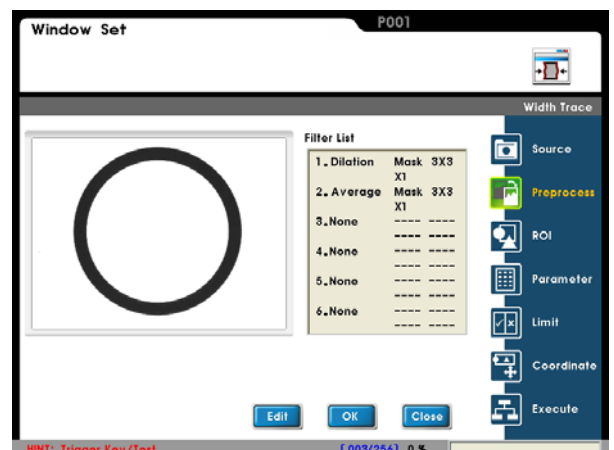 Window Set
P001
Width Trace
Filter List
1.Dilation Mask 3X3
X1
2.Average Mask 3X3
X1
3.None ---- ----
---- ----
4.None ---- ----
---- ----
5.None ---- ----
---- ----
6.None ---- ----
---- ----
Source
Preprocess
ROI
Parameter
Limit
Coordinate
Execute
Edit
OK
Close
HINT: Trigger Key/Test
[003/256] 0 %